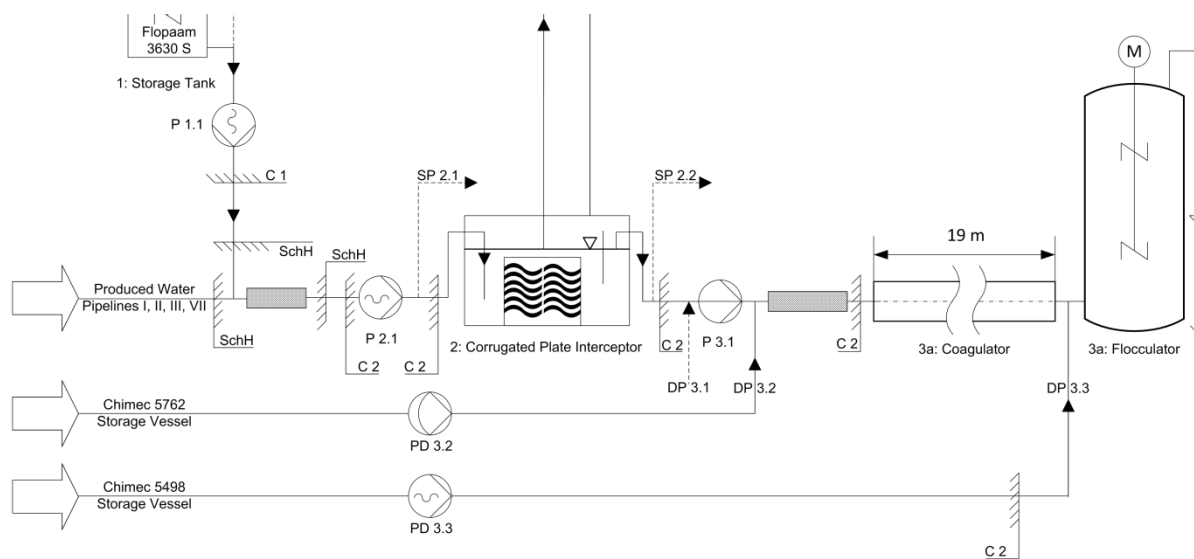 Flopaam
3630 S
1: Storage Tank
M
P 1.1
C 1
SP 2.1
SP 2.2
SchH
SchH
19 m
Produced Water
Pipelines I, II, III, VII
SchH
P 2.1
C 2
C 2
2: Corrugated Plate Interceptor
C 2
P 3.1
3a: Coagulator
3a: Flocculator
DP 3.1
DP 3.2
DP 3.3
Chimec 5762
Storage Vessel
PD 3.2
Chimec 5498
Storage Vessel
PD 3.3
C 2